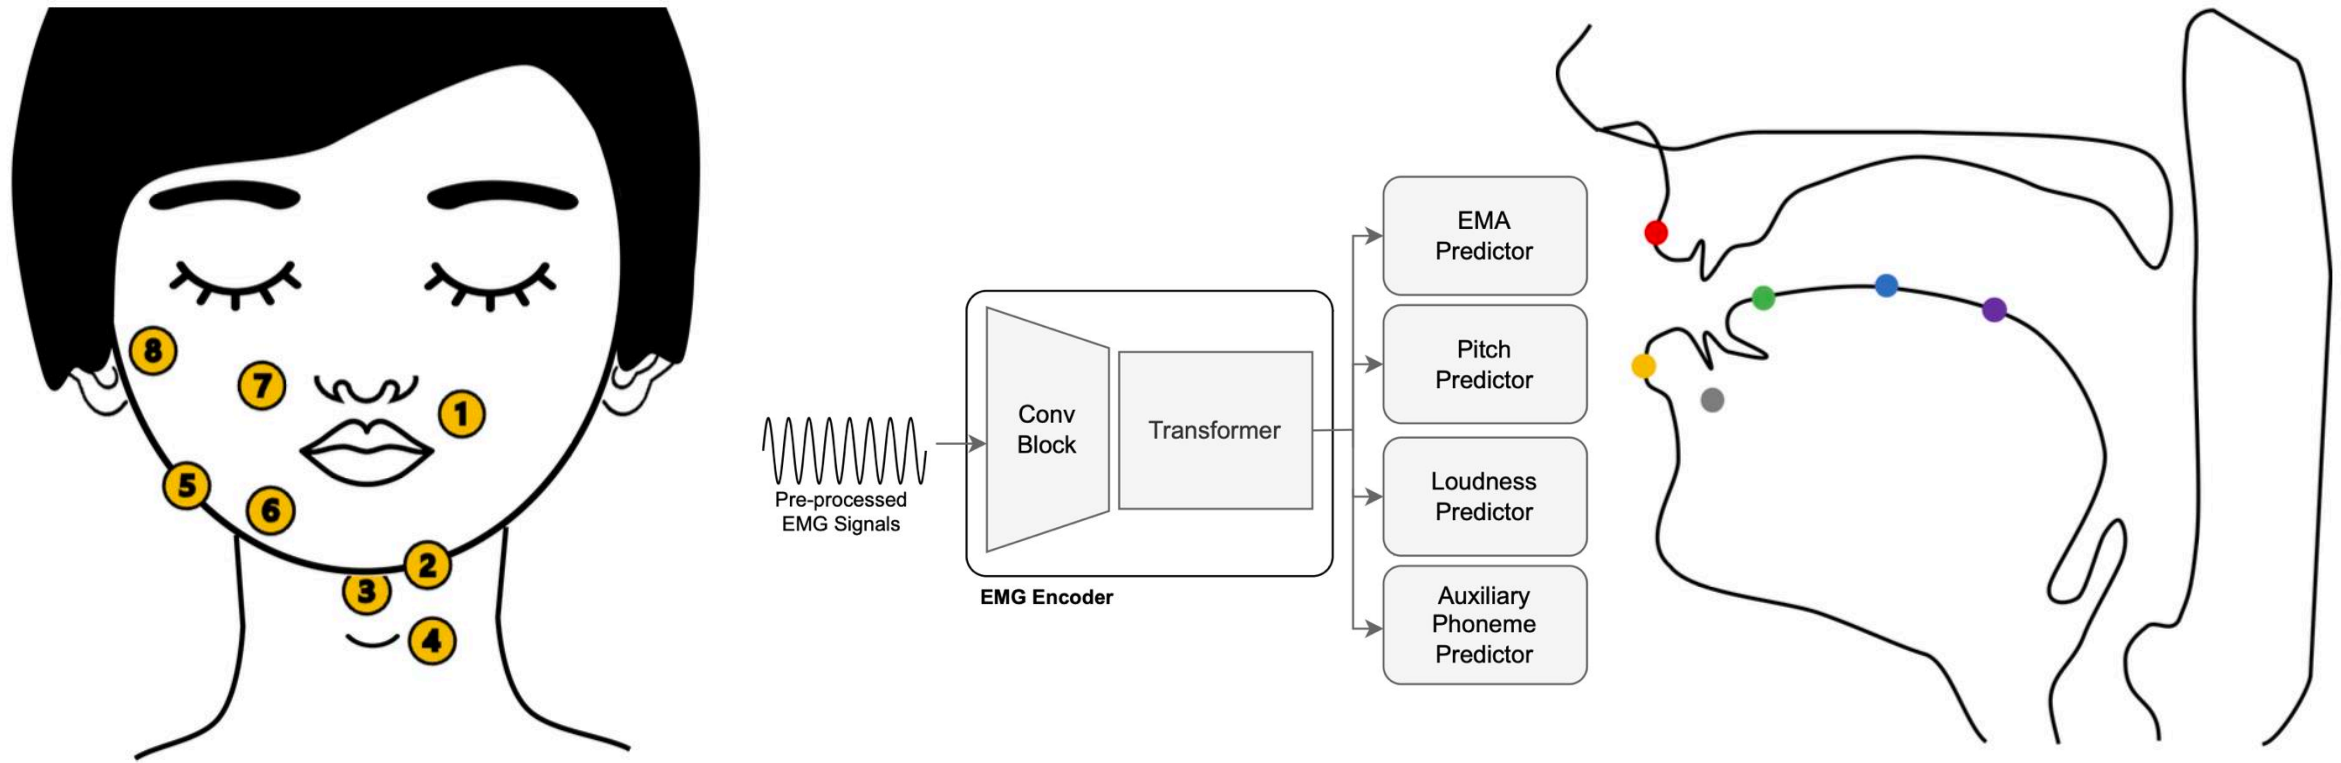 8
7
1
5
6
2
3
4
Pre-processed
EMG Signals
Conv
Block
Transformer
EMG Encoder
EMA
Predictor
Pitch
Predictor
Loudness
Predictor
Auxiliary
Phoneme
Predictor